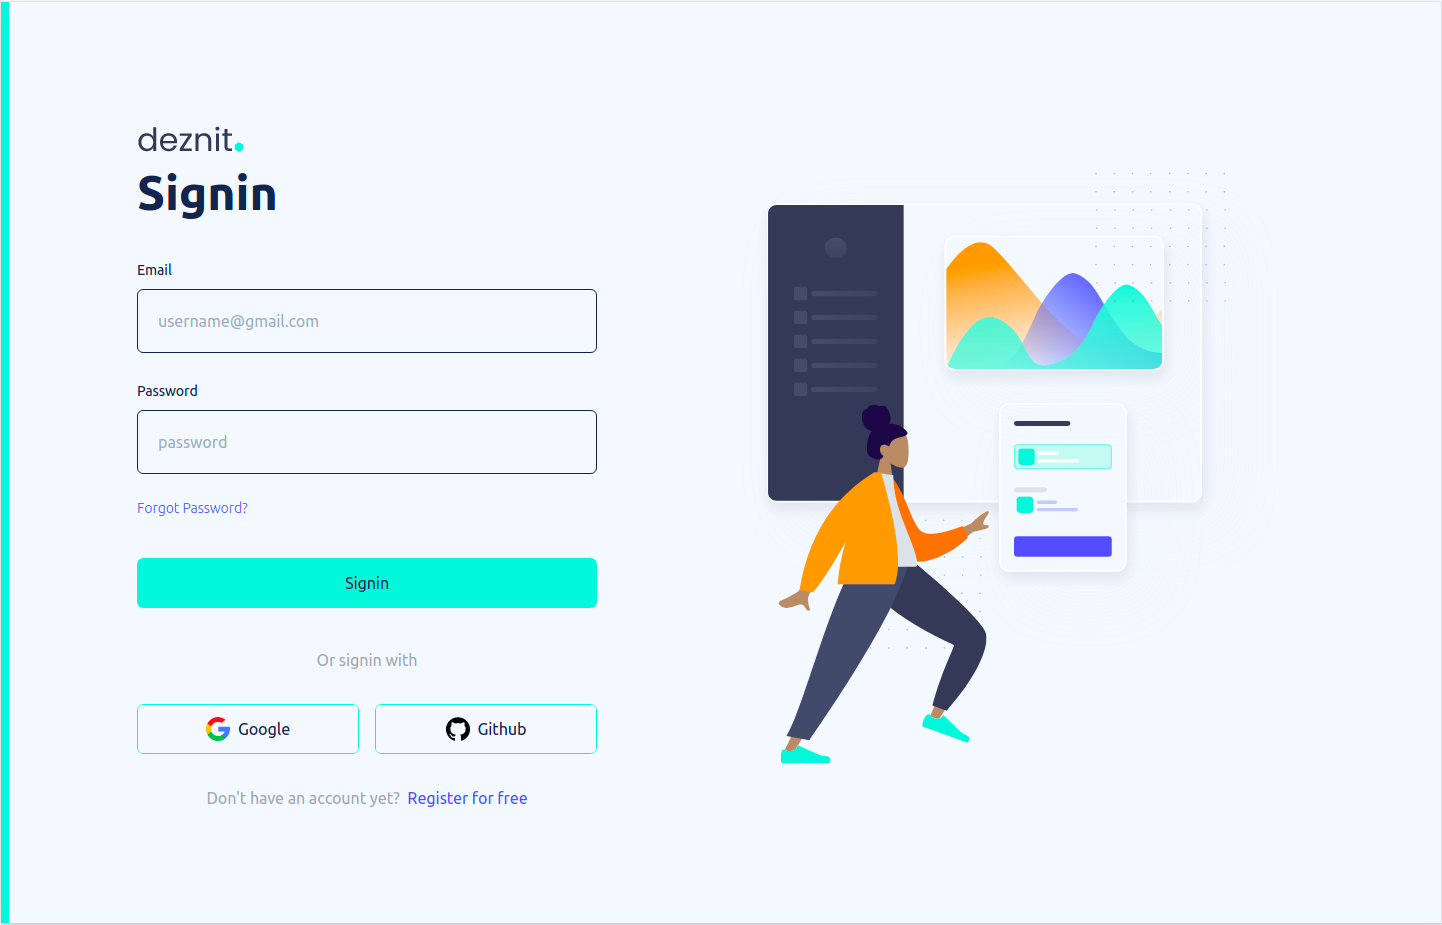 deznit.
Signin
Email
username@gmail.com
Password
password
Forgot Password?
Signin
Or signin with
Google
Github
Don't have an account yet? Register for free